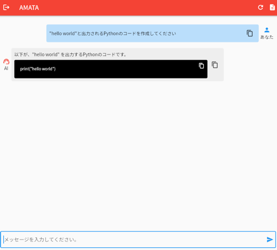 AMATA
"hello world"と出力されるPythonのコードを作成してください
あなた
以下が、"hello world" を出力するPythonのコードです。
AI
print("hello world")
メッセージを入力してください。